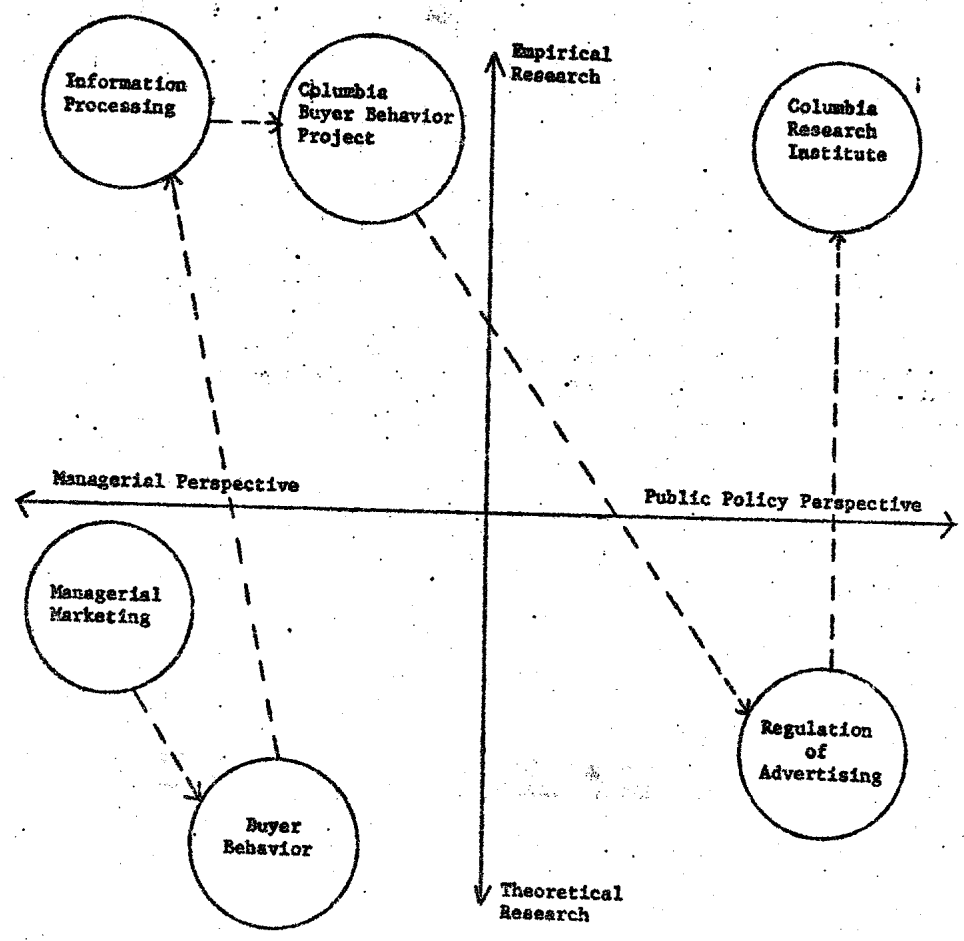 Information
Processing
Columbia
Buyer Behavior
Project
Empirical
Research
Columbia
Research
Institute
Managerial Perspective
Public Policy Perspective
Managerial
Marketing
Regulation
of
Advertising
Buyer
Behavior
Theoretical
Research